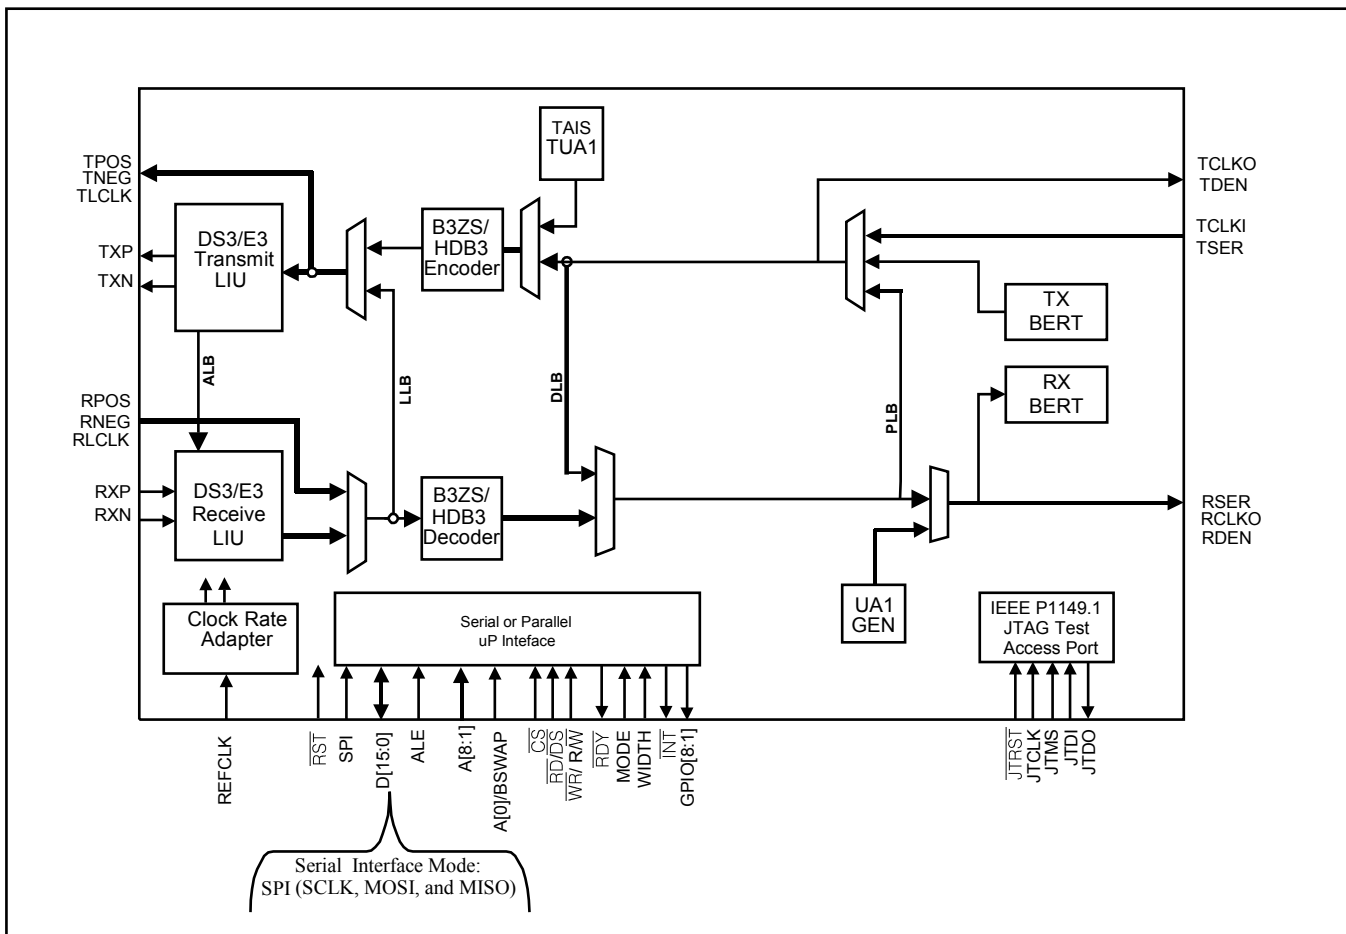 TAIS
TUA1
TPOS
TNEG
TLCLK
TCLKO
TDEN
DS3/E3
Transmit
LIU
B3ZS/
HDB3
Encoder
TCLKI
TSER
TXP
TXN
TX
BERT
ALB
LLB
DLB
PLB
RX
BERT
RPOS
RNEG
RLCLK
RXP
RXN
DS3/E3
Receive
LIU
B3ZS/
HDB3
Decoder
RSER
RCLKO
RDEN
Clock Rate
Adapter
Serial or Parallel
uP Inteface
UA1
GEN
IEEE P1149.1
JTAG Test
Access Port
REFCLK
RST
SPI
D[15:0]
ALE
A[8:1]
A[0]/BSWAP
CS
RD/DS
WR/ R/W
RDY
MODE
WIDTH
INT
GPIO[8:1]
JTRST
JTCLK
JTMS
JTDI
JTDO
Serial Interface Mode:
SPI (SCLK, MOSI, and MISO)